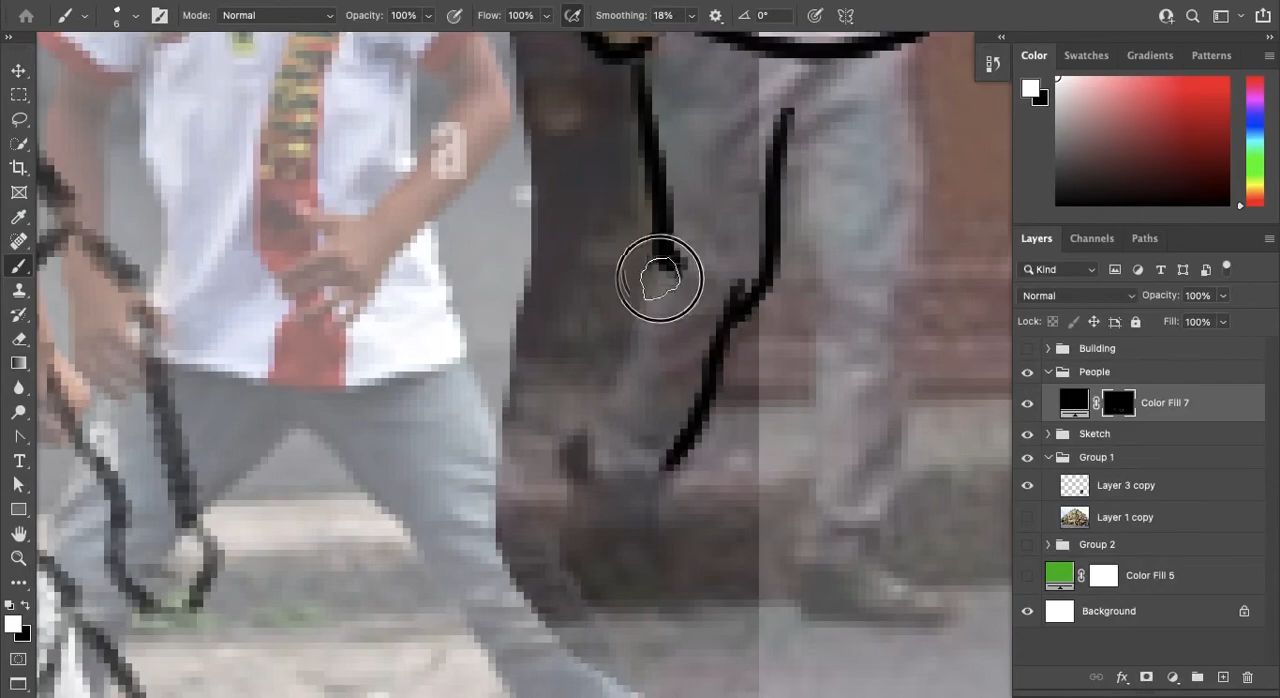 6 Mode: Normal Opacity: 100% Flow: 100% Smoothing: 18% 0°
Color Swatches Gradients Patterns
Layers Channels Paths
Kind
Normal Opacity: 100%
Lock: Fill: 100%
Building
People
Color Fill 7
Sketch
Group 1
Layer 3 copy
Layer 1 copy
Group 2
Color Fill 5
Background
fx
a
a